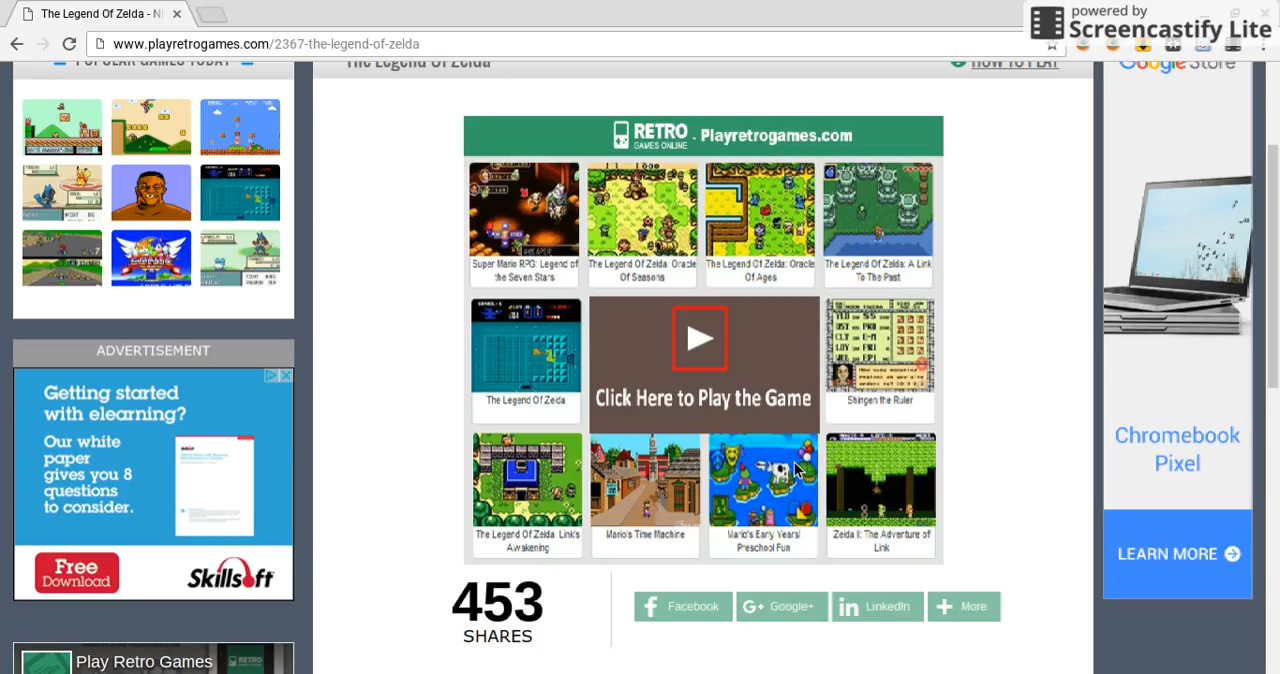 The Legend Of Zelda - N
powered by
Screencastify Lite
www.playretrogames.com/2367-the-legend-of-zelda
POPULAR GAMES TODAY
The Legend Of Zelda
HOW TO PLAY
Google Store
RETRO
GAMES ONLINE
. Playretrogames.com
Super Mario RPG: Legend of
the Seven Stars
The Legend Of Zelda: Oracle
Of Seasons
The Legend Of Zelda: Oracle
Of Ages
The Legend Of Zelda: A Link
To The Past
The Legend Of Zelda
Click Here to Play the Game
Shingen the Ruler
The Legend Of Zelda: Link's
Awakening
Mario's Time Machine
Mario's Early Years!
Preschool Fun
Zelda II: The Adventure of
Link
ADVERTISEMENT
Getting started
with elearning?
Our white
paper
gives you 8
questions
to consider.
Free
Download
Skillsoft
Chromebook
Pixel
LEARN MORE
453
SHARES
Facebook
G+ Google+
in LinkedIn
More
Play Retro Games
RETRO